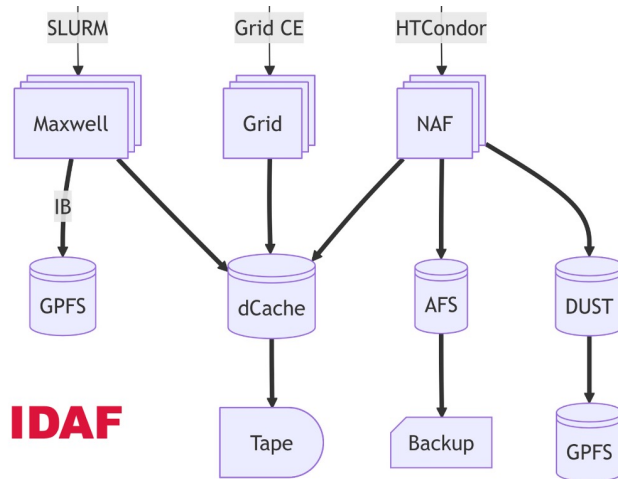 SLURM
Grid CE
HTCondor
Maxwell
Grid
NAF
IB
GPFS
dCache
AFS
DUST
IDAF
Tape
Backup
GPFS